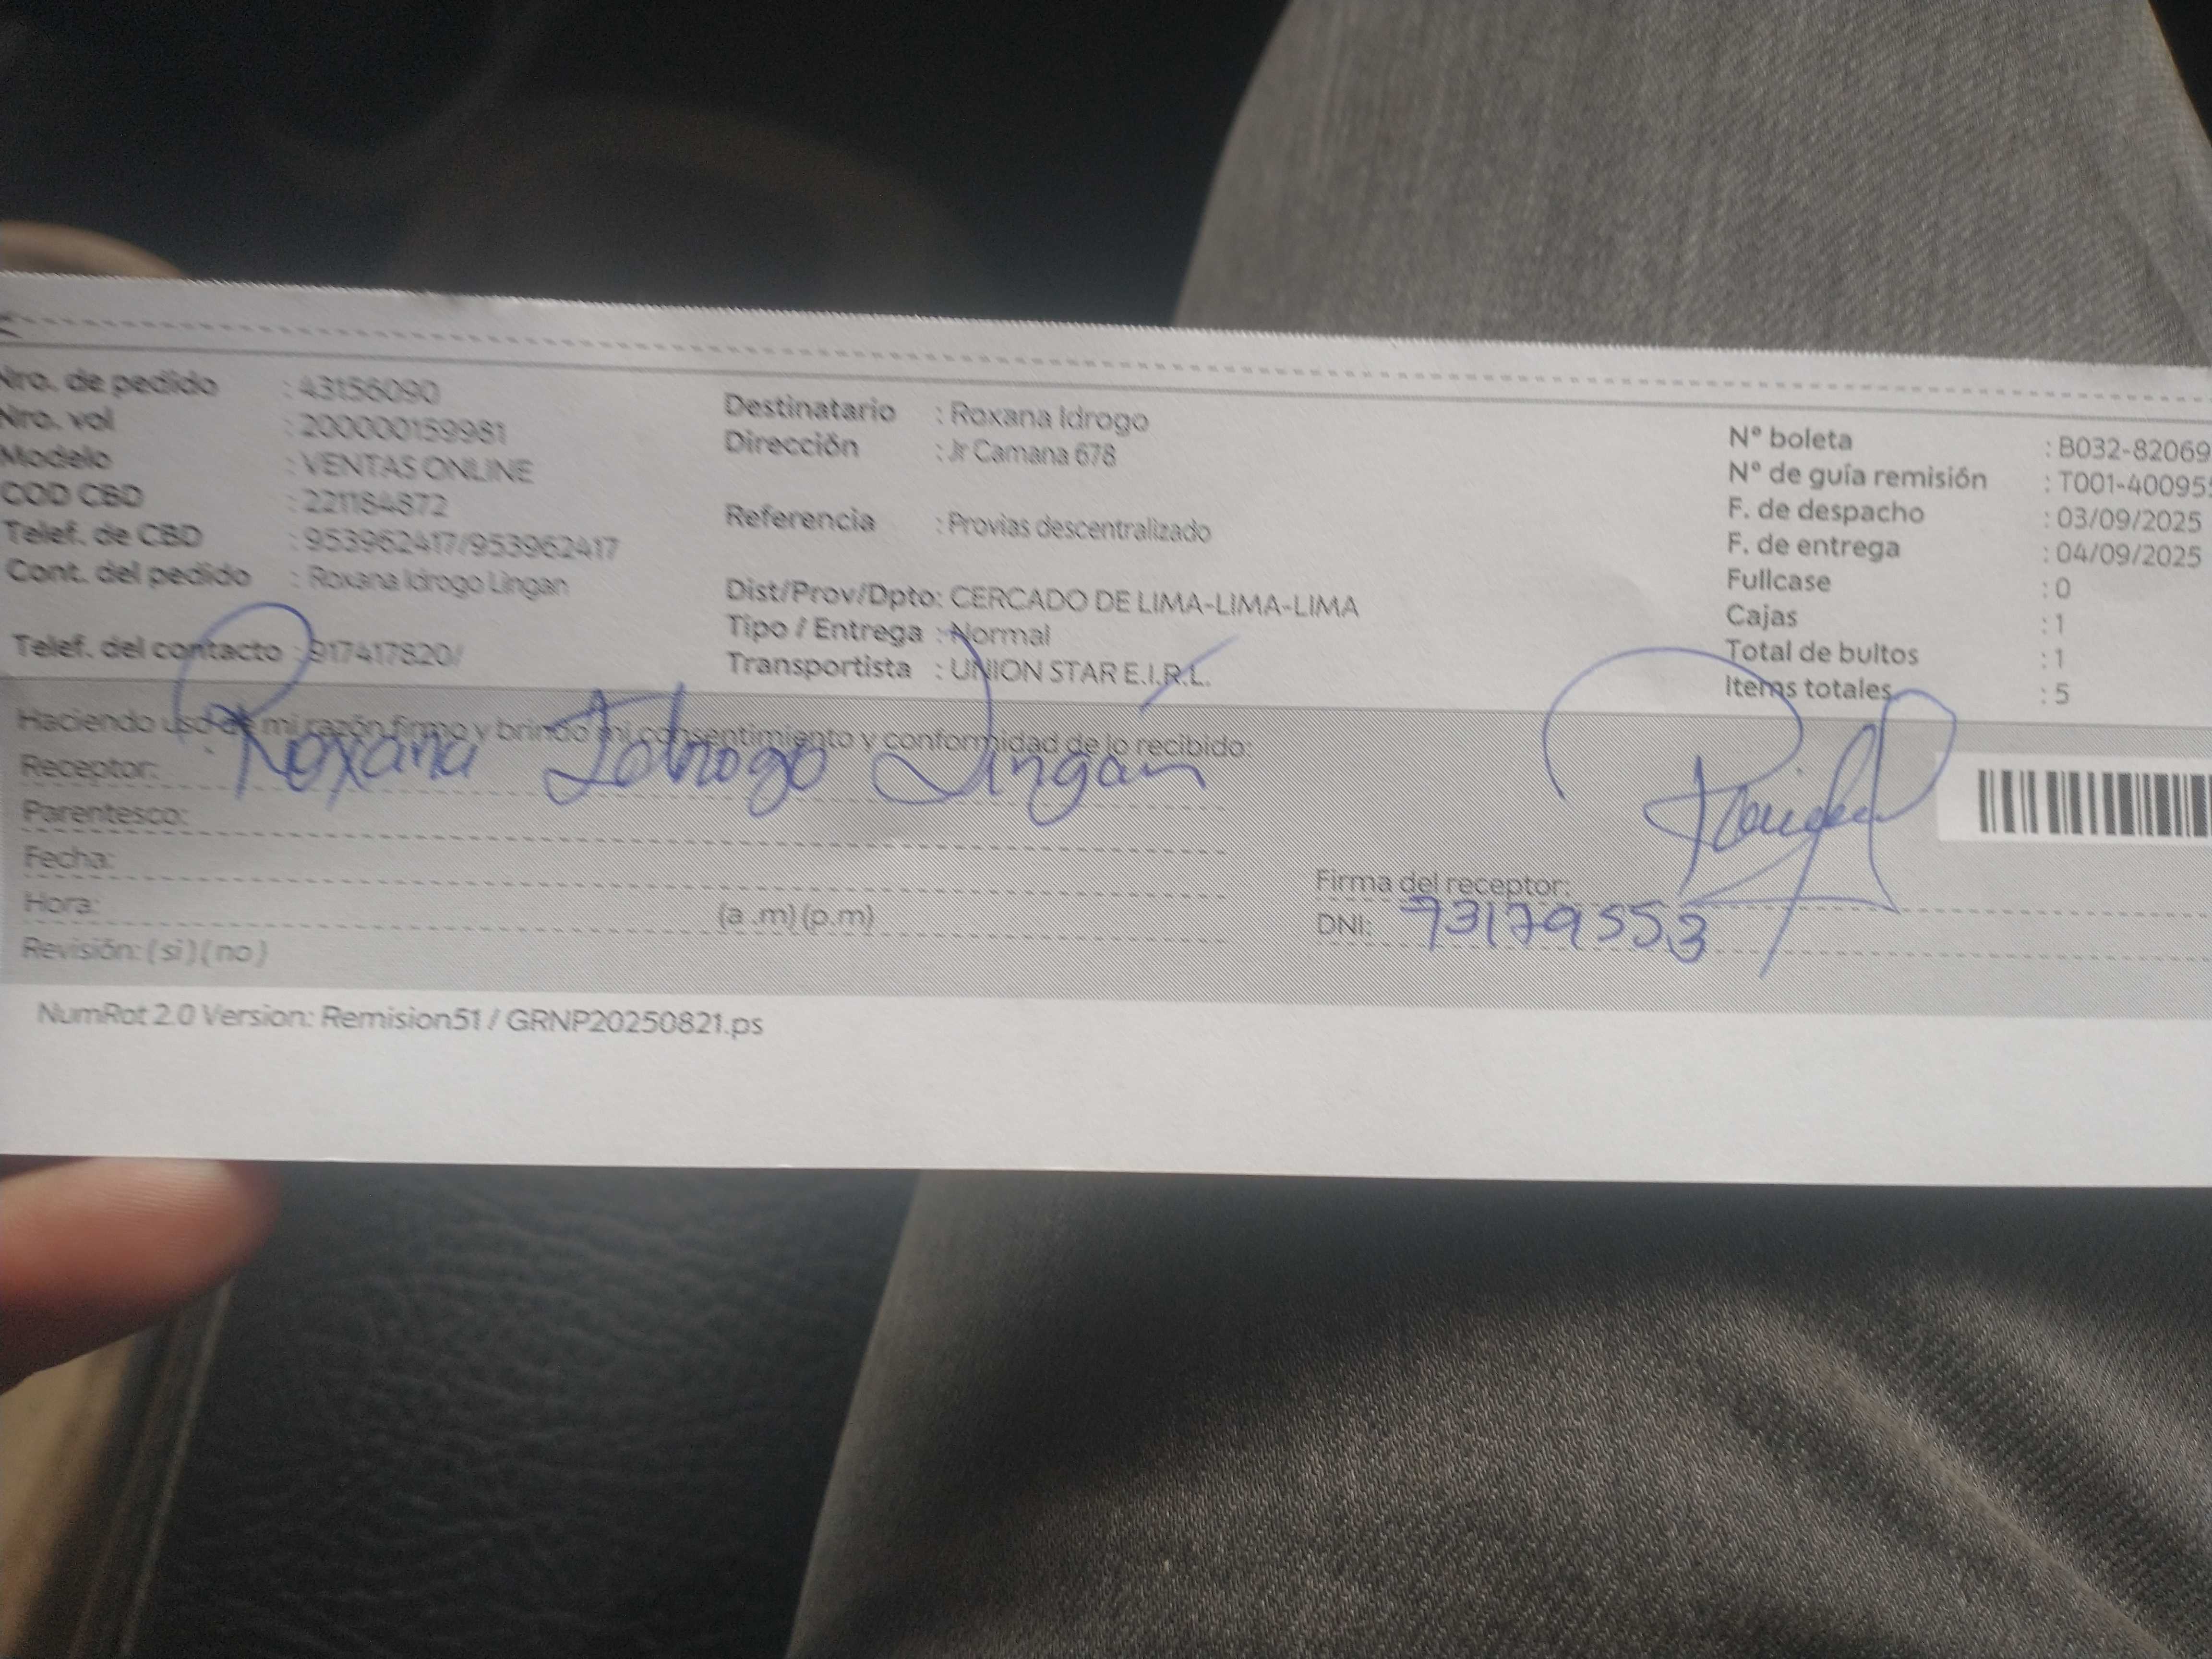 Nro. de pedido : 43156090
Nro. vol : 200000159981
Modelo : VENTAS ONLINE
COD CBD : 221184872
Telef. de CBD : 953962417/953962417
Cont. del pedido : Roxana Idrogo Lingan
Telef. del contacto : 917417820/
Destinatario : Roxana Idrogo
Dirección : Jr Camana 678
Referencia : Provias descentralizado
Dist/Prov/Dpto: CERCADO DE LIMA-LIMA-LIMA
Tipo / Entrega : Normal
Transportista : UNION STAR E.I.R.L.
N° boleta : B032-82069
N° de guía remisión : T001-40095
F. de despacho : 03/09/2025
F. de entrega : 04/09/2025
Fullcase : 0
Cajas : 1
Total de bultos : 1
Items totales : 5
Haciendo uso de mi razón firmo y brindo mi consentimiento y conformidad de lo recibido:
Receptor: Roxana Idrogo Lingán
Parentesco:
Fecha:
Hora: (a .m) (p.m)
Revisión: ( si ) ( no )
Firma del receptor:
DNI: 73179553
NumRot 2.0 Version: Remision51 / GRNP20250821.ps